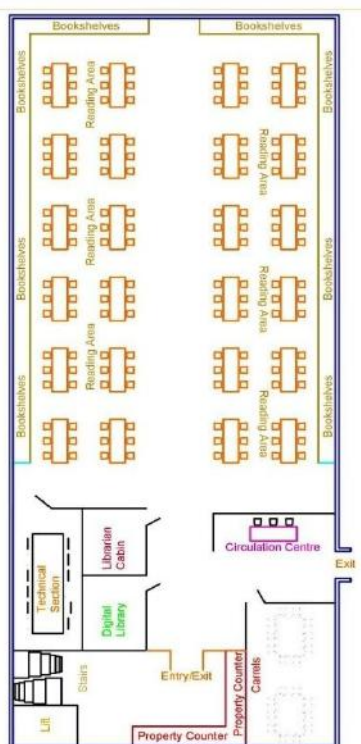 Bookshelves
Bookshelves
Bookshelves
Reading Area
Bookshelves
Reading Area
Reading Area
Bookshelves
Reading Area
Bookshelves
Reading Area
Reading Area
Bookshelves
Reading Area
Bookshelves
Librarian
Cabin
Circulation Centre
Exit
Technical
Section
Digital
Library
Stairs
Entry/Exit
Property Counter
Carrels
Lift
Property Counter